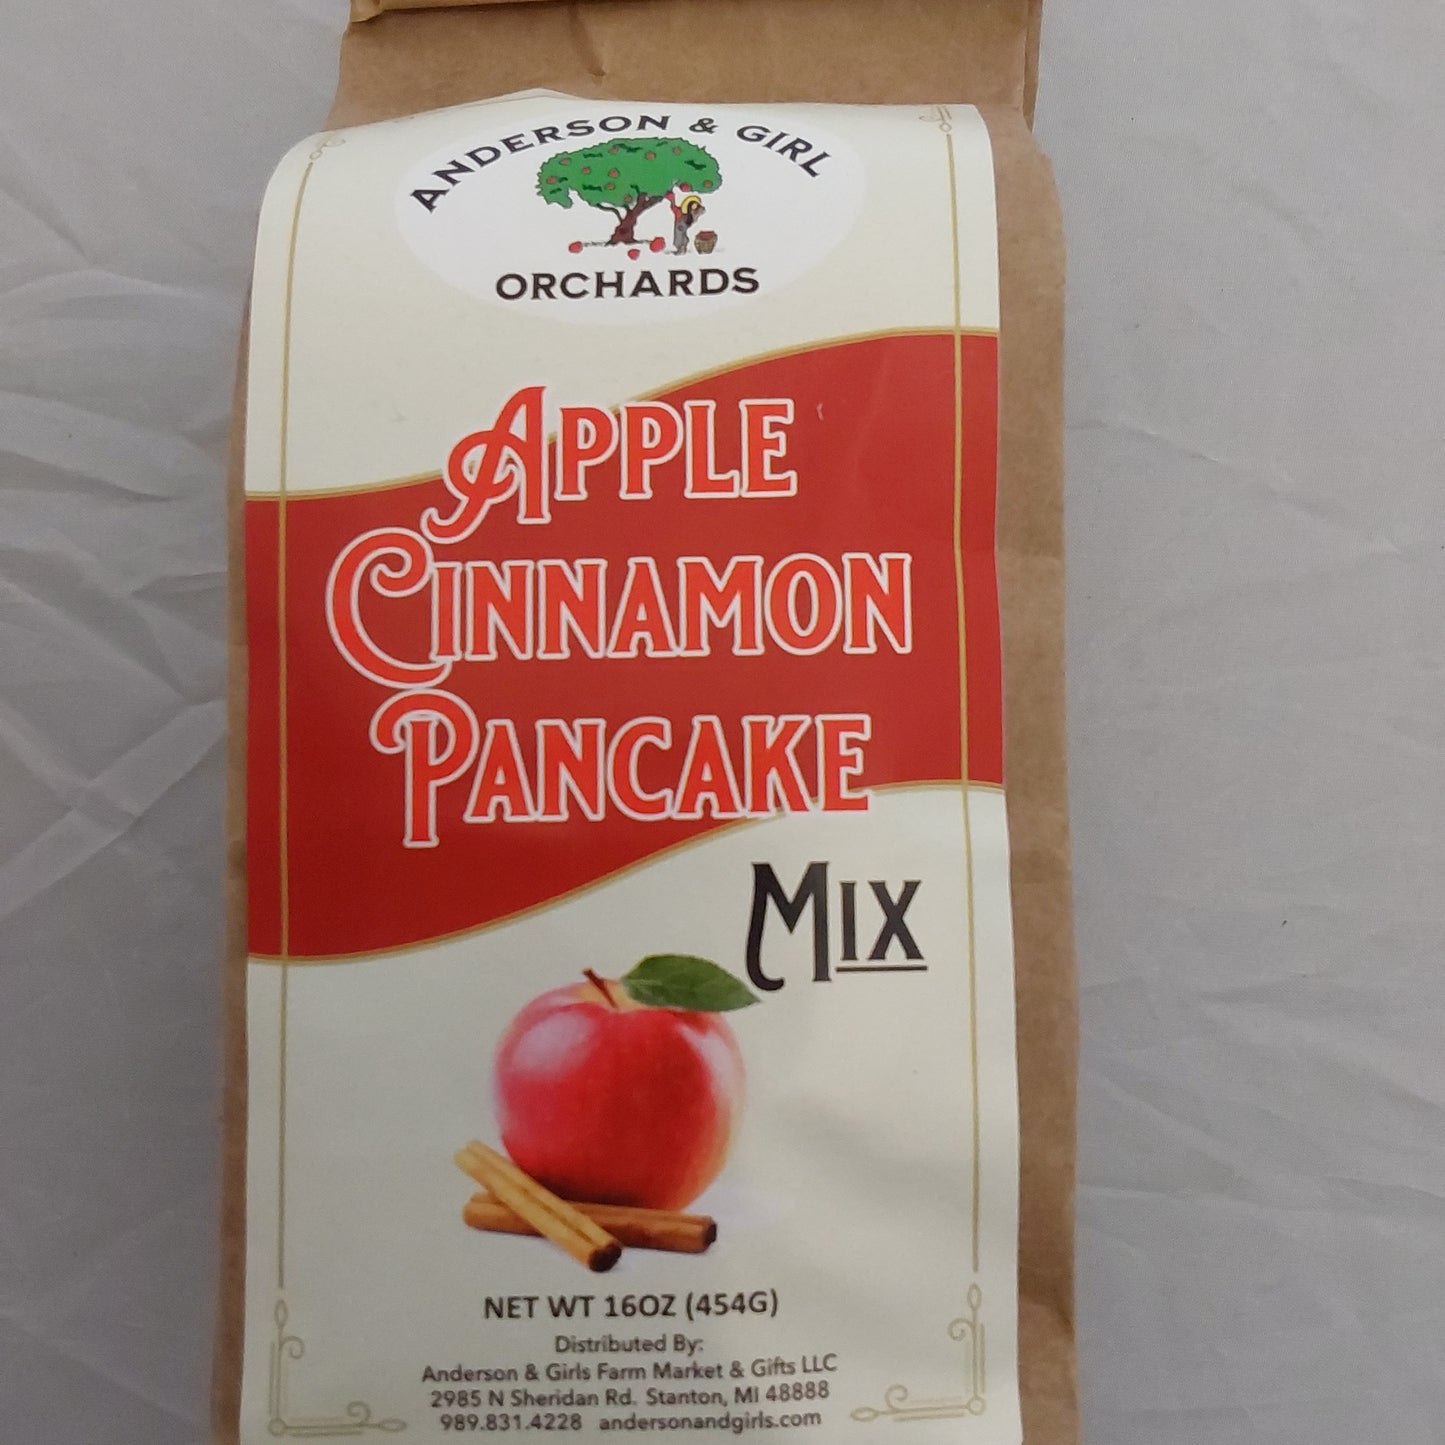 ANDERSON & GIRL
ORCHARDS
APPLE
CINNAMON
PANCAKE
MIX
NET WT 16OZ (454G)
Distributed By:
Anderson & Girls Farm Market & Gifts LLC
2985 N Sheridan Rd. Stanton, MI 48888
989.831.4228 andersonandgirls.com